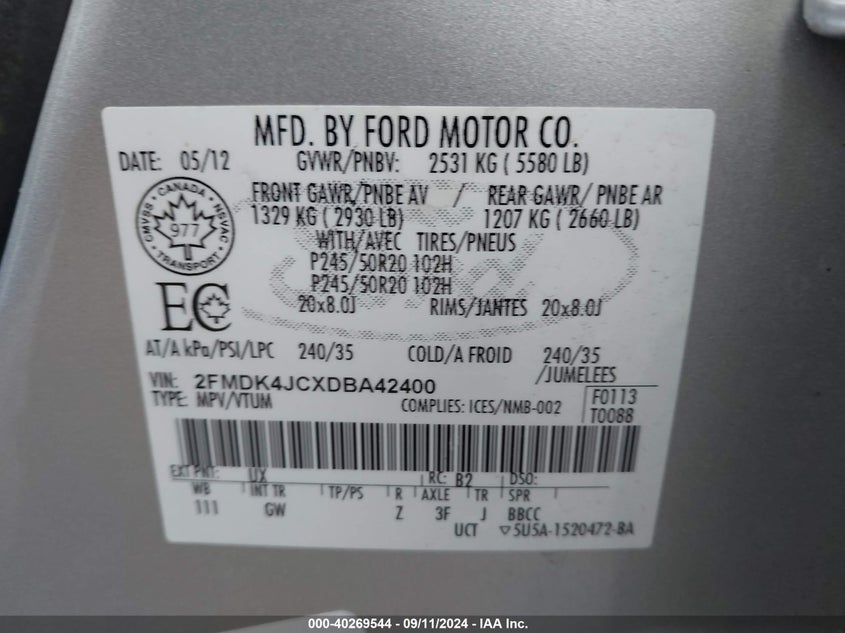 MFD. BY FORD MOTOR CO.
DATE: 05/12 GVWR/PNBV: 2531 KG ( 5580 LB)
FRONT GAWR/PNBE AV / REAR GAWR/ PNBE AR
1329 KG ( 2930 LB) 1207 KG ( 2660 LB)
WITH/AVEC TIRES/PNEUS
P245/50R20 102H
P245/50R20 102H
20x8.0J RIMS/JANTES 20x8.0J
CANADA
CMVSS 977 NSVAC
TRANSPORT
EC
AT/A kPa/PSI/LPC 240/35 COLD/A FROID 240/35
/JUMELEES
VIN: 2FMDK4JCXDBA42400
TYPE: MPV/VTUM COMPLIES: ICES/NMB-002
F0113
T0088
EXT PNT: UX RC: B2 DSO:
WB INT TR TP/PS R AXLE TR SPR
111 GW Z 3F J BBCC
UCT ▽5U5A-1520472-BA
000-40269544 - 09/11/2024 - IAA Inc.